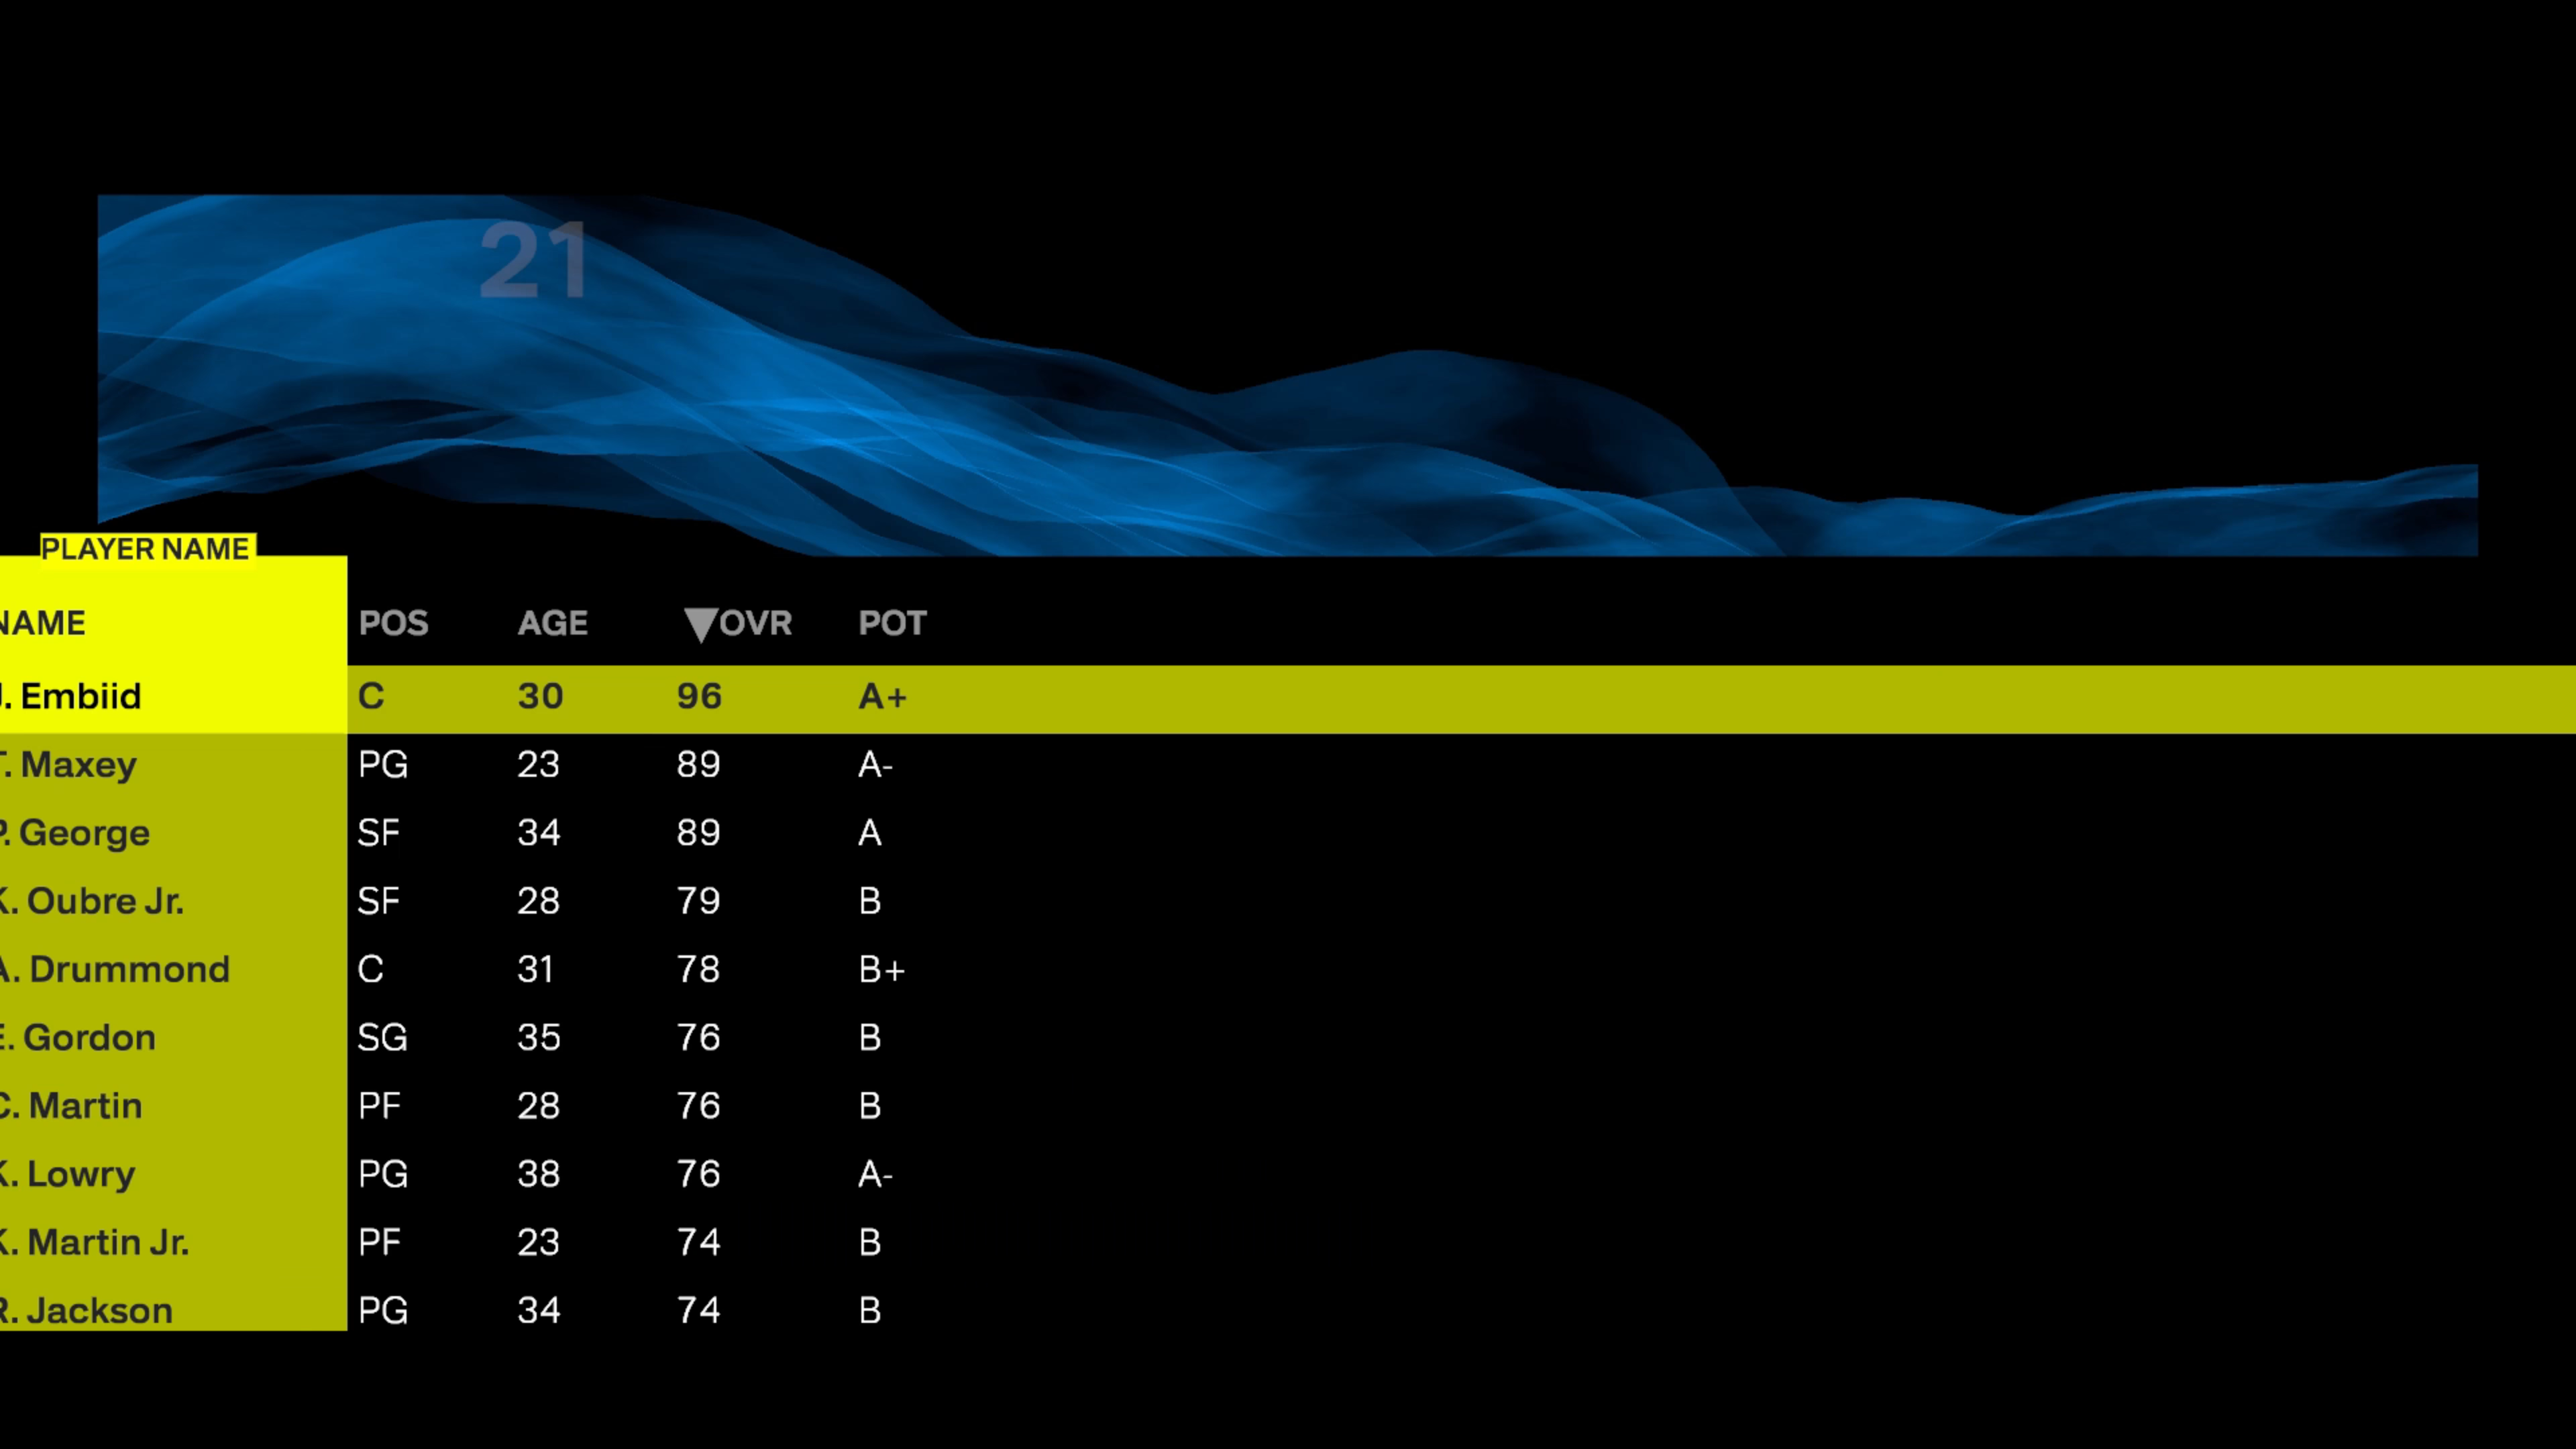 21
PLAYER NAME
NAME POS AGE ▼OVR POT
J. Embiid C 30 96 A+
T. Maxey PG 23 89 A-
P. George SF 34 89 A
K. Oubre Jr. SF 28 79 B
A. Drummond C 31 78 B+
E. Gordon SG 35 76 B
C. Martin PF 28 76 B
K. Lowry PG 38 76 A-
K. Martin Jr. PF 23 74 B
R. Jackson PG 34 74 B